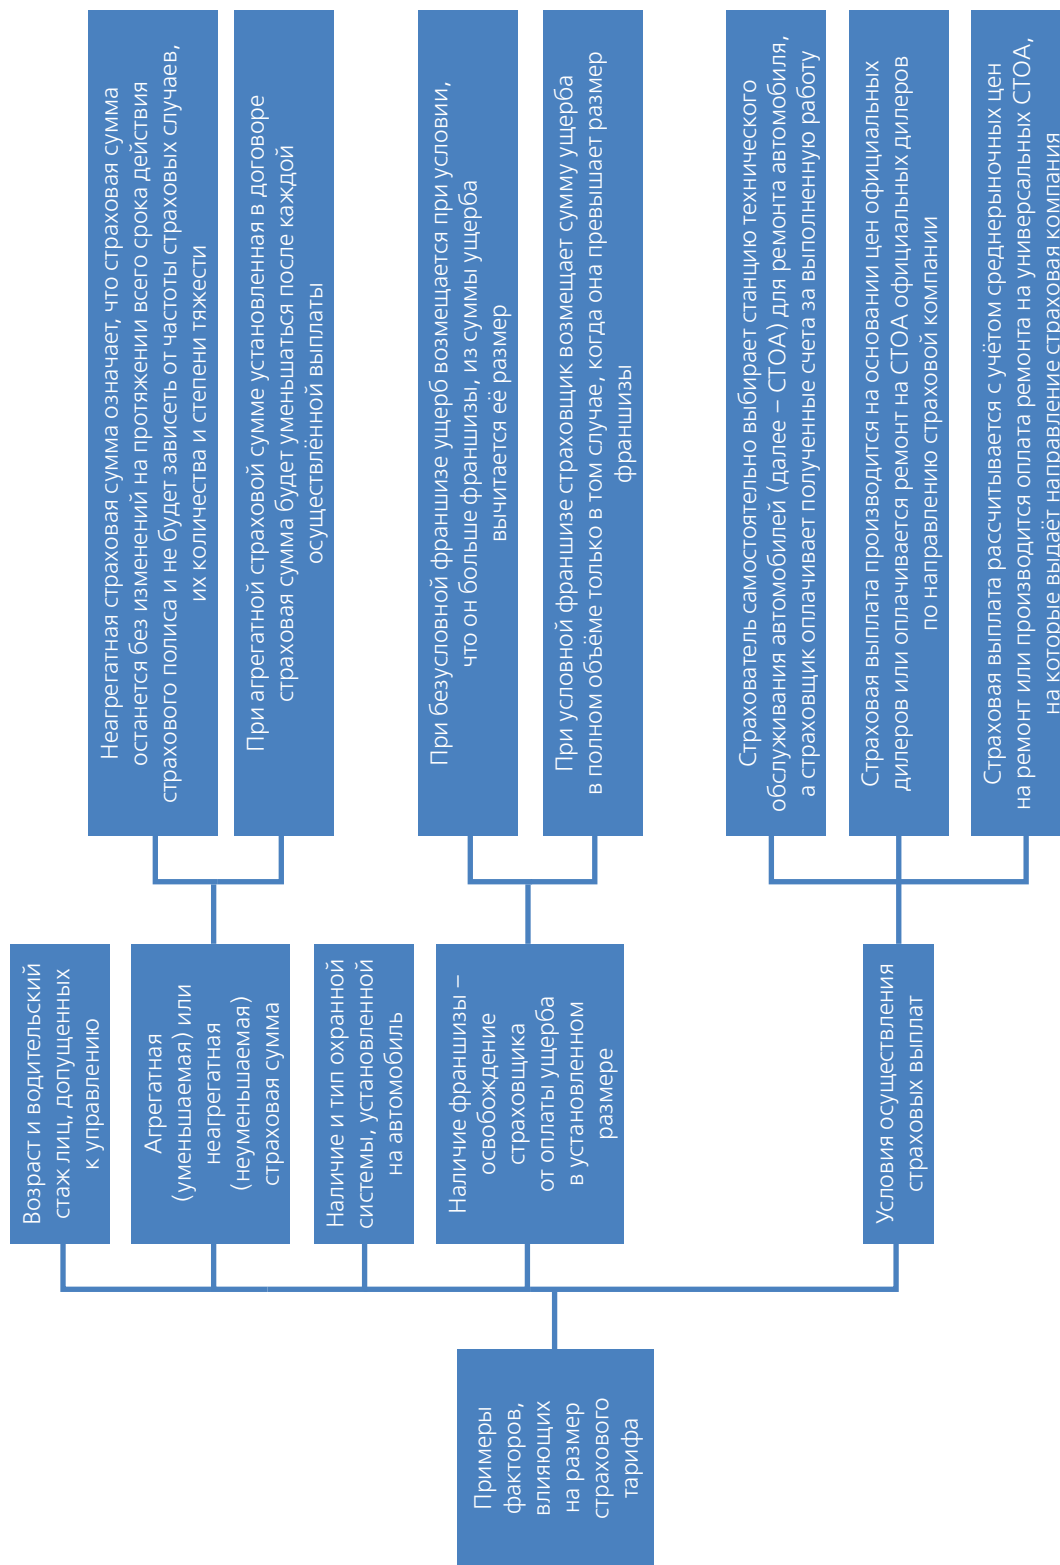 Примеры
факторов,
влияющих
на размер
страхового
тарифа
Возраст и водительский
стаж лиц, допущенных
к управлению
Агрегатная
(уменьшаемая) или
неагрегатная
(неуменьшаемая)
страховая сумма
Неагрегатная страховая сумма означает, что страховая сумма
останется без изменений на протяжении всего срока действия
страхового полиса и не будет зависеть от частоты страховых случаев,
их количества и степени тяжести
При агрегатной страховой сумме установленная в договоре
страховая сумма будет уменьшаться после каждой
осуществлённой выплаты
Наличие и тип охранной
системы, установленной
на автомобиль
Наличие франшизы –
освобождение
страховщика
от оплаты ущерба
в установленном
размере
При безусловной франшизе ущерб возмещается при условии,
что он больше франшизы, из суммы ущерба
вычитается её размер
При условной франшизе страховщик возмещает сумму ущерба
в полном объёме только в том случае, когда она превышает размер
франшизы
Условия осуществления
страховых выплат
Страхователь самостоятельно выбирает станцию технического
обслуживания автомобилей (далее – СТОА) для ремонта автомобиля,
а страховщик оплачивает полученные счета за выполненную работу
Страховая выплата производится на основании цен официальных
дилеров или оплачивается ремонт на СТОА официальных дилеров
по направлению страховой компании
Страховая выплата рассчитывается с учётом среднерыночных цен
на ремонт или производится оплата ремонта на универсальных СТОА,
на которые выдаёт направление страховая компания